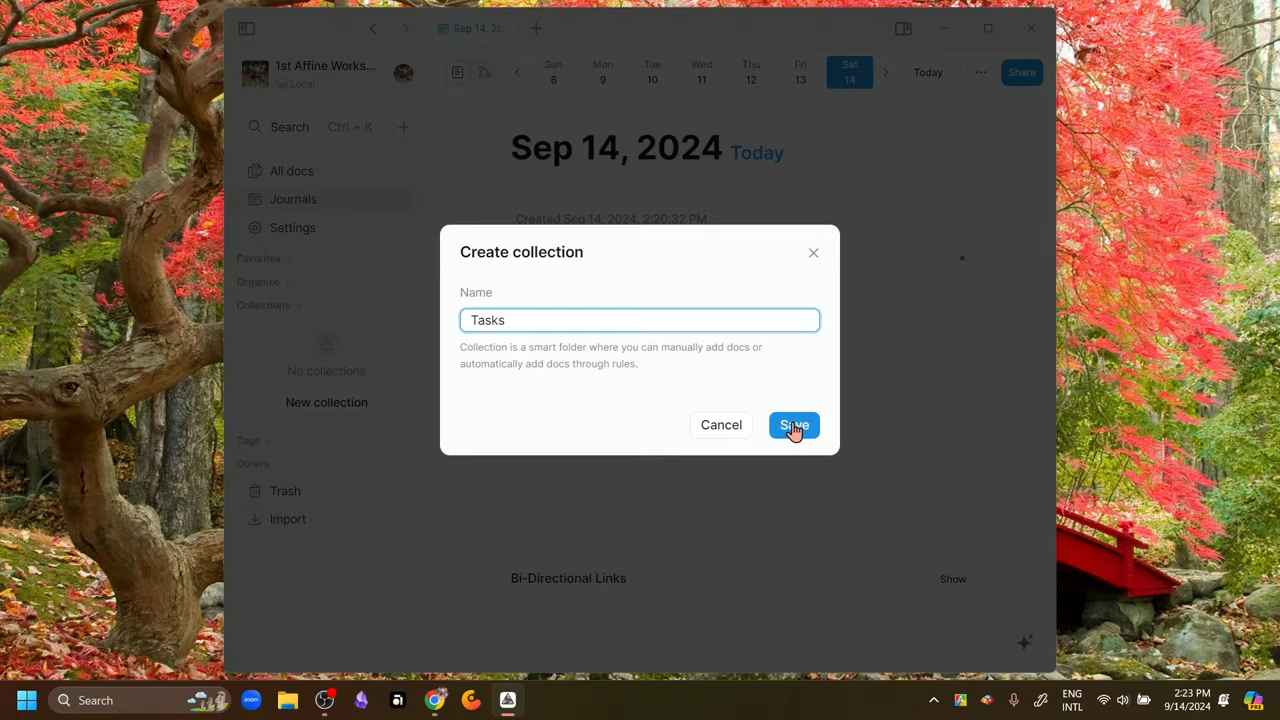 Sep 14, 20
1st Affine Works...
Local
Sun Mon Tue Wed Thu Fri Sat
8 9 10 11 12 13 14
Today
Share
Search Ctrl + K
All docs
Journals
Settings
Favorites
Organize
Collections
No collections
New collection
Tags
Others
Trash
Import
Sep 14, 2024 Today
Created Sep 14, 2024, 2:20:32 PM
Create collection
Name
Tasks
Collection is a smart folder where you can manually add docs or
automatically add docs through rules.
Cancel
Save
Bi-Directional Links
Show
Search
zoom
ai
ENG
INTL
2:23 PM
9/14/2024
PRE